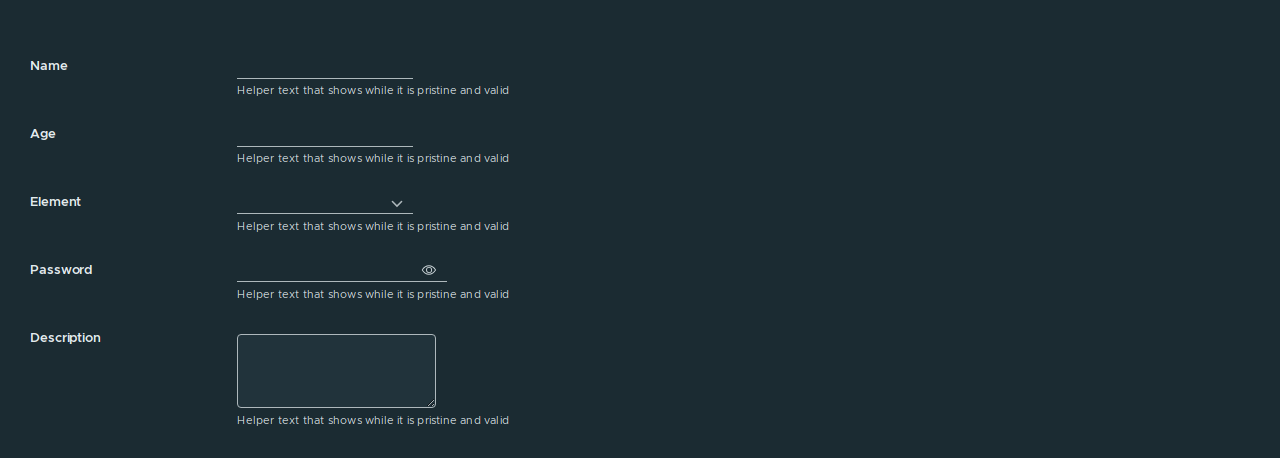 Name
Helper text that shows while it is pristine and valid
Age
Helper text that shows while it is pristine and valid
Element
Helper text that shows while it is pristine and valid
Password
Helper text that shows while it is pristine and valid
Description
Helper text that shows while it is pristine and valid